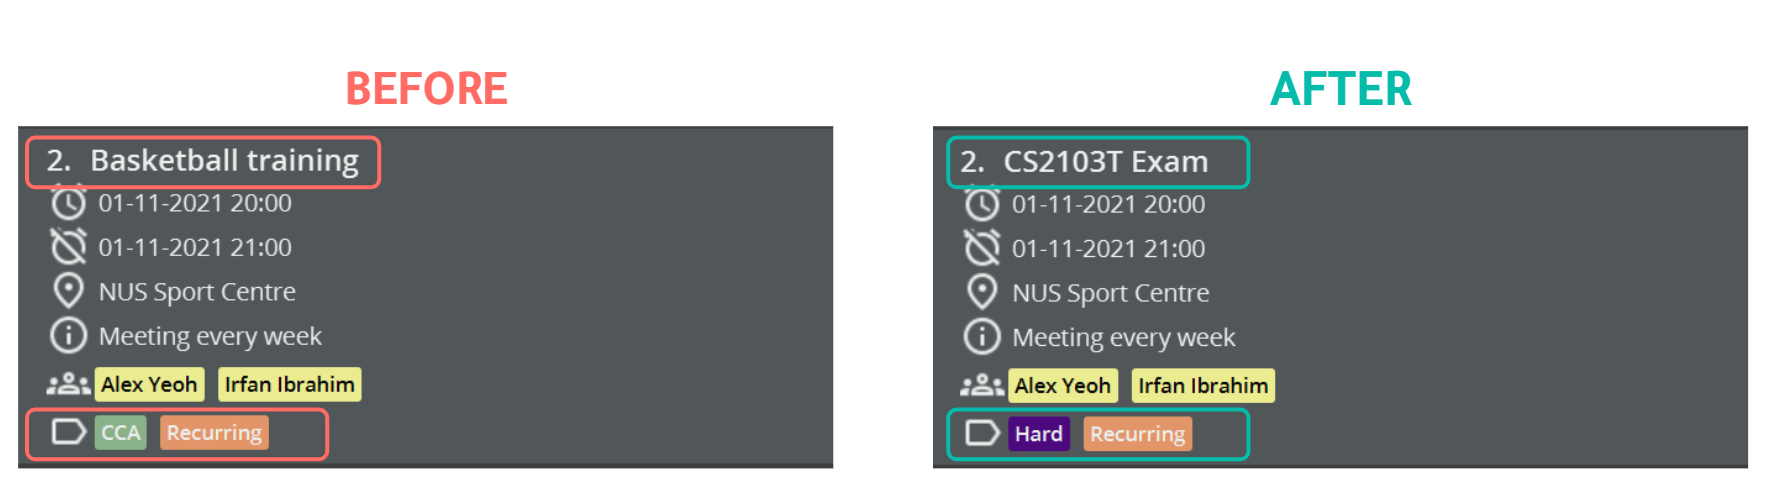 BEFORE
2. Basketball training
01-11-2021 20:00
01-11-2021 21:00
NUS Sport Centre
Meeting every week
Alex Yeoh Irfan Ibrahim
CCA Recurring
AFTER
2. CS2103T Exam
01-11-2021 20:00
01-11-2021 21:00
NUS Sport Centre
Meeting every week
Alex Yeoh Irfan Ibrahim
Hard Recurring